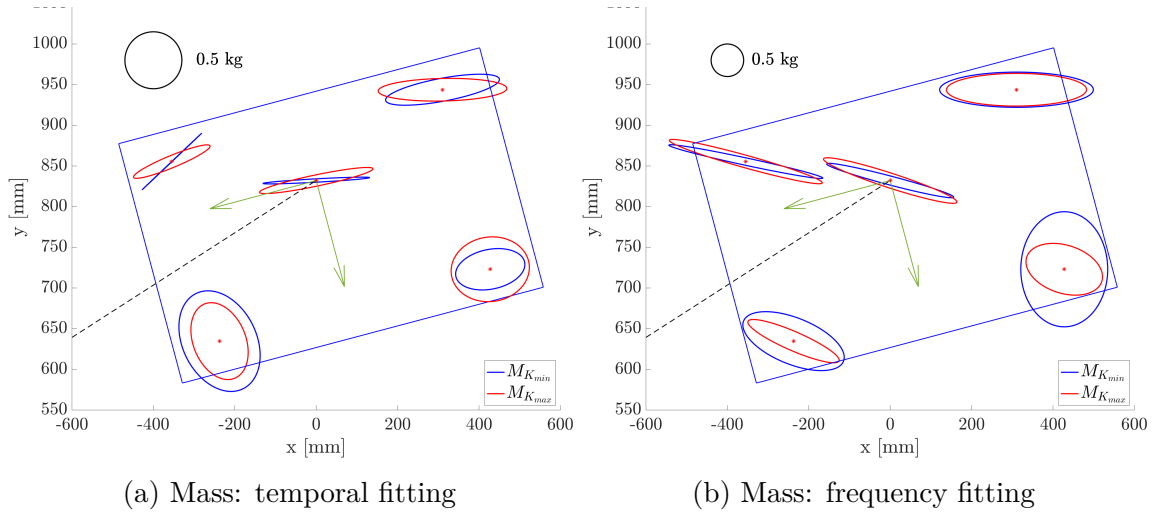 1000
950
900
850
800
750
700
650
600
550
y [mm]
-600 -400 -200 0 200 400 600
x [mm]
0.5 kg
M_{K_{min}}
M_{K_{max}}
(a) Mass: temporal fitting
1000
950
900
850
800
750
700
650
600
550
y [mm]
-600 -400 -200 0 200 400 600
x [mm]
0.5 kg
M_{K_{min}}
M_{K_{max}}
(b) Mass: frequency fitting